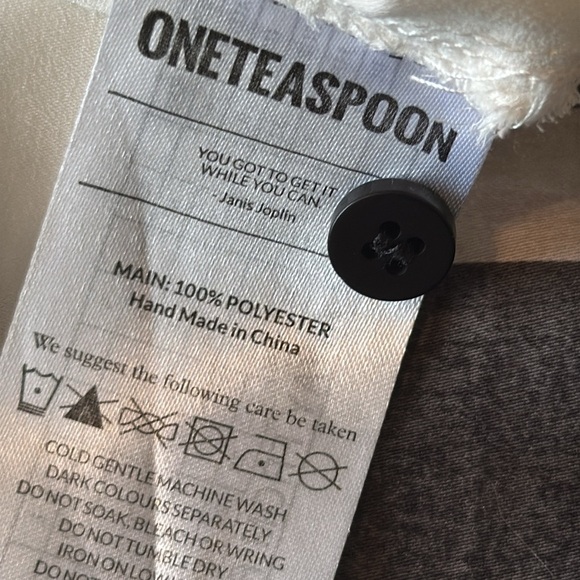 ONETEASPOON
YOU GOT TO GET IT
WHILE YOU CAN.
- Janis Joplin
MAIN: 100% POLYESTER
Hand Made in China
We suggest the following care be taken
COLD GENTLE MACHINE WASH
DARK COLOURS SEPARATELY
DO NOT SOAK, BLEACH OR WRING
DO NOT TUMBLE DRY
IRON ON LOW
DO NOT